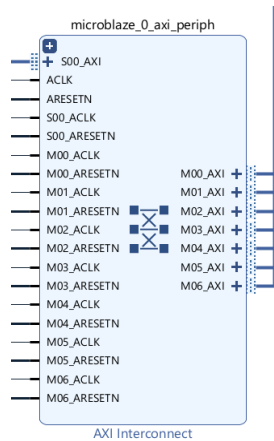 microblaze_0_axi_periph
S00_AXI
ACLK
ARESETN
S00_ACLK
S00_ARESETN
M00_ACLK
M00_ARESETN M00_AXI
M01_ACLK M01_AXI
M01_ARESETN M02_AXI
M02_ACLK M03_AXI
M02_ARESETN M04_AXI
M03_ACLK M05_AXI
M03_ARESETN M06_AXI
M04_ACLK
M04_ARESETN
M05_ACLK
M05_ARESETN
M06_ACLK
M06_ARESETN
AXI Interconnect